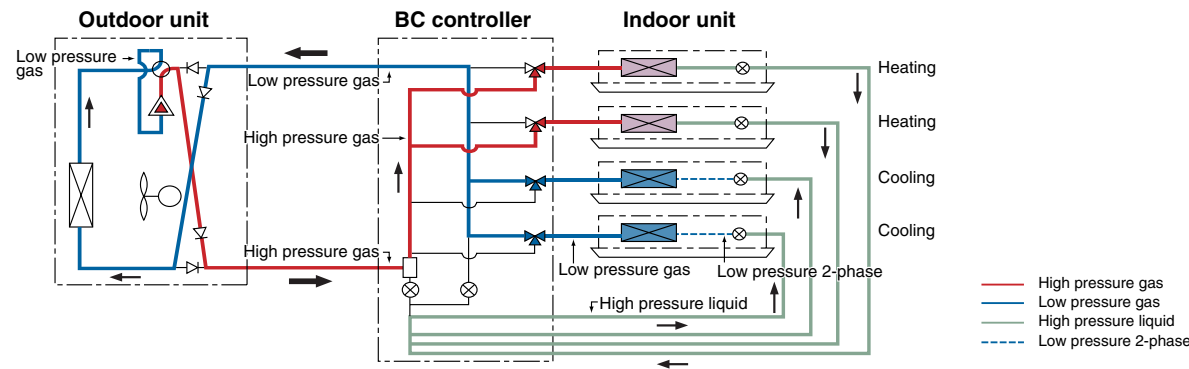 Outdoor unit
BC controller
Indoor unit
Low pressure
gas
Low pressure gas
Heating
High pressure gas
Heating
Cooling
Cooling
High pressure gas
Low pressure gas
Low pressure 2-phase
High pressure liquid
High pressure gas
Low pressure gas
High pressure liquid
Low pressure 2-phase